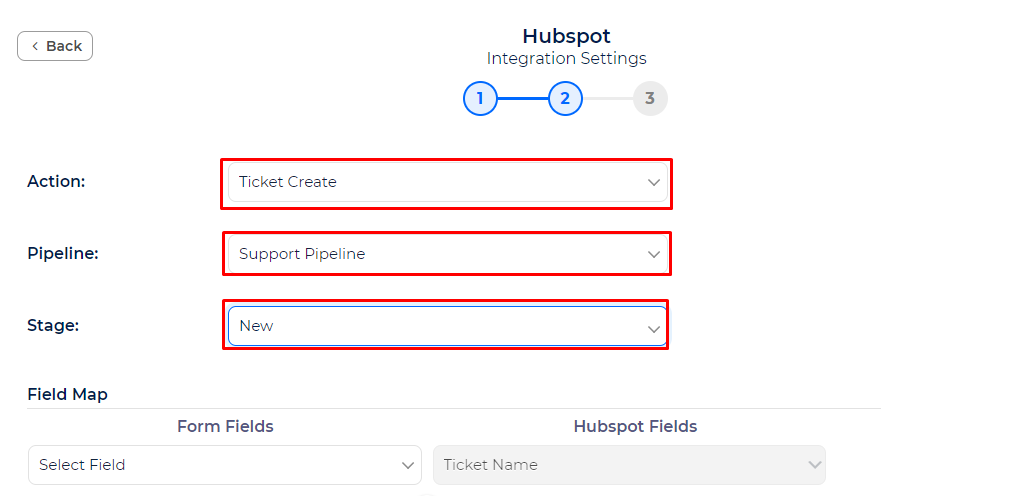 Back
Hubspot
Integration Settings
1 2 3
Action: Ticket Create
Pipeline: Support Pipeline
Stage: New
Field Map
Form Fields Hubspot Fields
Select Field Ticket Name